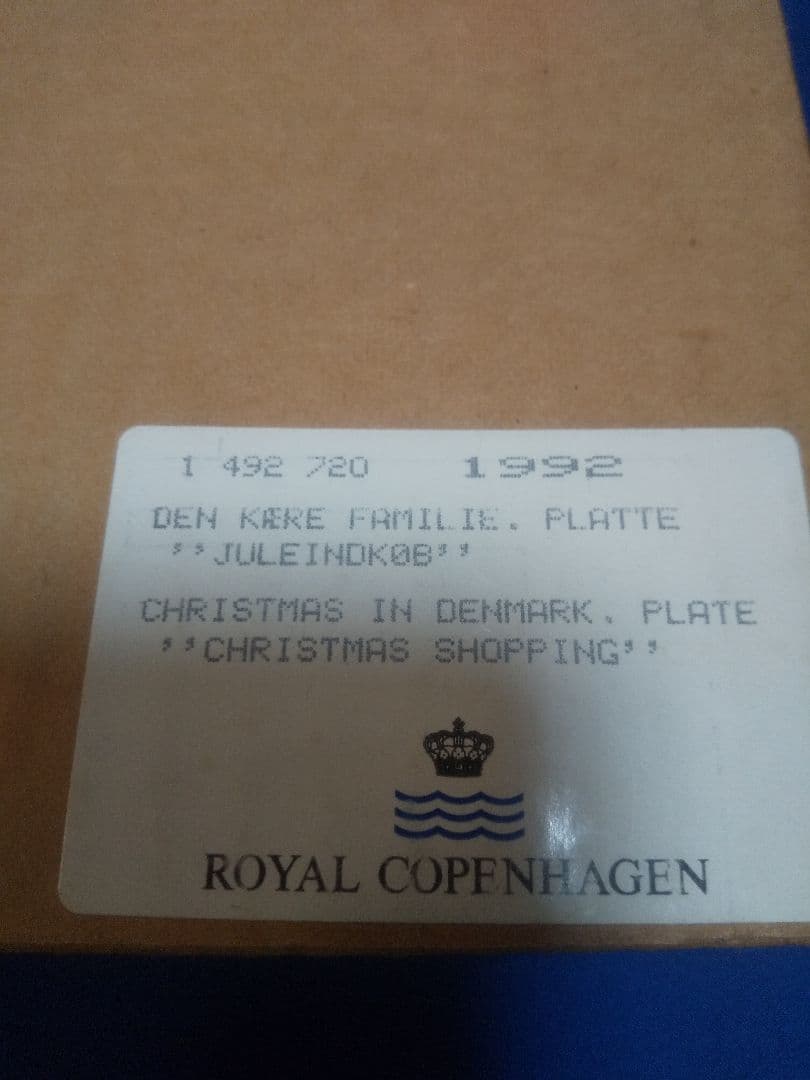 1 492 720 1992
DEN KÆRE FAMILIE. PLATTE
’’JULEINDKØB’’
CHRISTMAS IN DENMARK. PLATE
’’CHRISTMAS SHOPPING’’
ROYAL COPENHAGEN